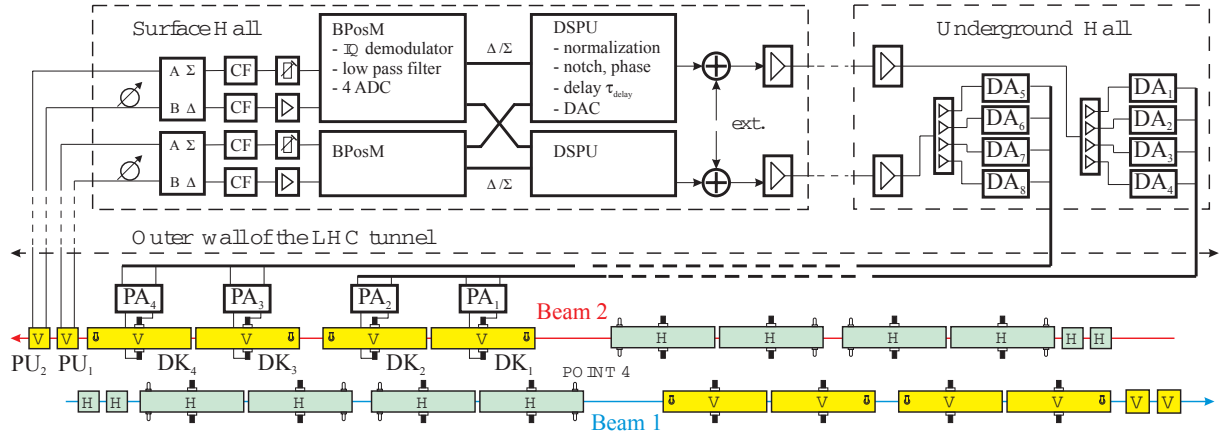 Surface Hall
Underground Hall
BPosM
- IQ demodulator
- low pass filter
- 4 ADC
Δ/Σ
DSPU
- normalization
- notch, phase
- delay τdelay
- DAC
A Σ
B Δ
CF
CF
A Σ
B Δ
CF
CF
BPosM
Δ/Σ
DSPU
ext.
DA5
DA6
DA7
DA8
DA1
DA2
DA3
DA4
Outer wall of the LHC tunnel
PA4
PA3
PA2
PA1
Beam 2
V
V
V
V
V
V
H
H
H
H
H
H
PU2
PU1
DK4
DK3
DK2
DK1
POINT 4
H
H
H
H
H
H
V
V
V
V
V
V
Beam 1